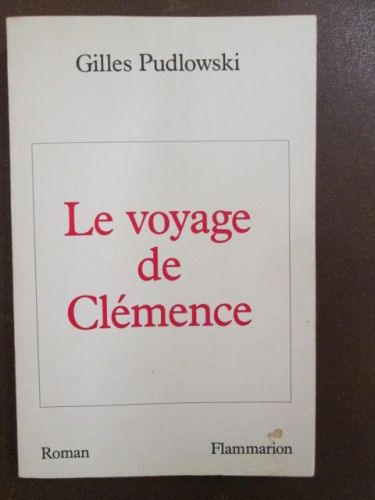 Gilles Pudlowski
Le voyage
de
Clémence
Roman
Flammarion